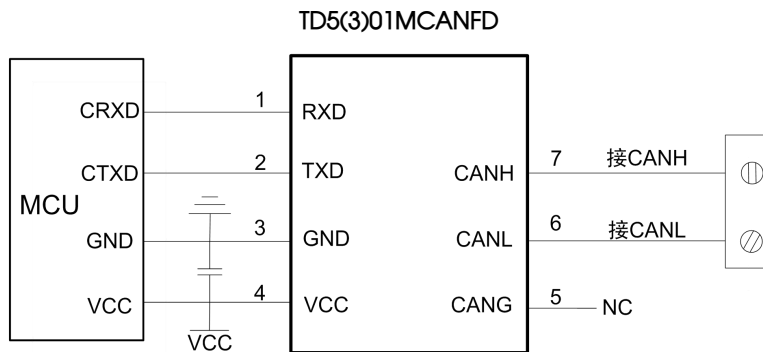 TD5(3)01MCANFD
MCU
CRXD 1 RXD
CTXD 2 TXD
GND 3 GND
VCC 4 VCC
VCC
CANH 7 接CANH
CANL 6 接CANL
CANG 5 NC